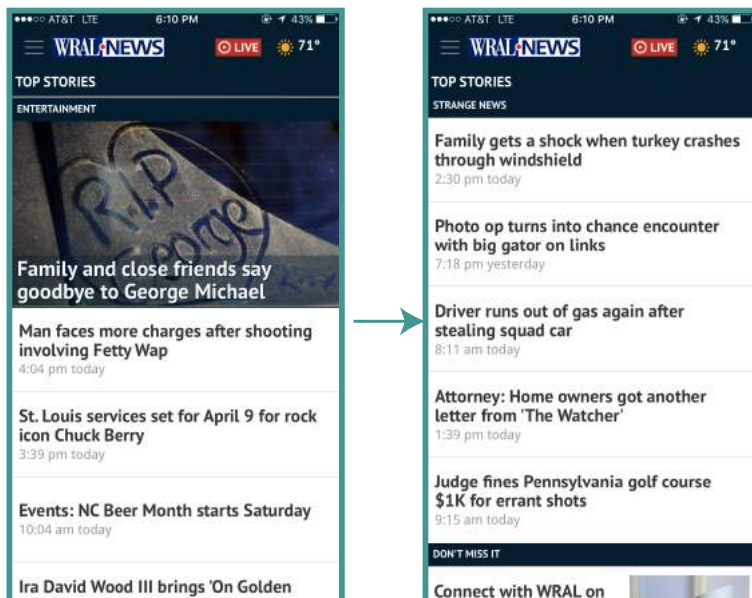 AT&T LTE 6:10 PM 43%
WRAL NEWS LIVE 71°
TOP STORIES
ENTERTAINMENT
R.I.P
George
Family and close friends say
goodbye to George Michael
Man faces more charges after shooting
involving Fetty Wap
4:04 pm today
St. Louis services set for April 9 for rock
icon Chuck Berry
3:39 pm today
Events: NC Beer Month starts Saturday
10:04 am today
Ira David Wood III brings 'On Golden
AT&T LTE 6:10 PM 43%
WRAL NEWS LIVE 71°
TOP STORIES
STRANGE NEWS
Family gets a shock when turkey crashes
through windshield
2:30 pm today
Photo op turns into chance encounter
with big gator on links
7:18 pm yesterday
Driver runs out of gas again after
stealing squad car
8:11 am today
Attorney: Home owners got another
letter from 'The Watcher'
1:39 pm today
Judge fines Pennsylvania golf course
$1K for errant shots
9:15 am today
DON'T MISS IT
Connect with WRAL on